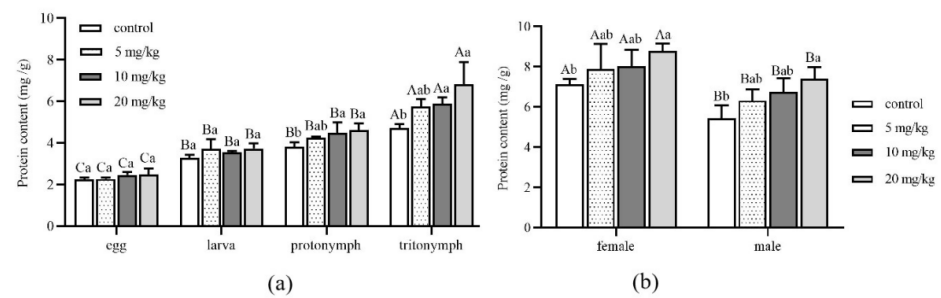 Protein content (mg /g)
10
8
6
4
2
0
control
5 mg/kg
10 mg/kg
20 mg/kg
Ca Ca Ca Ca
Ba Ba Ba Ba
Bb Bab Ba Ba
Ab Aab Aa Aa
egg larva protonymph tritonymph
(a)
Protein content (mg/g)
10
8
6
4
2
0
Ab Aab Aab Aa
Bb Bab Bab Ba
female male
control
5 mg/kg
10 mg/kg
20 mg/kg
(b)